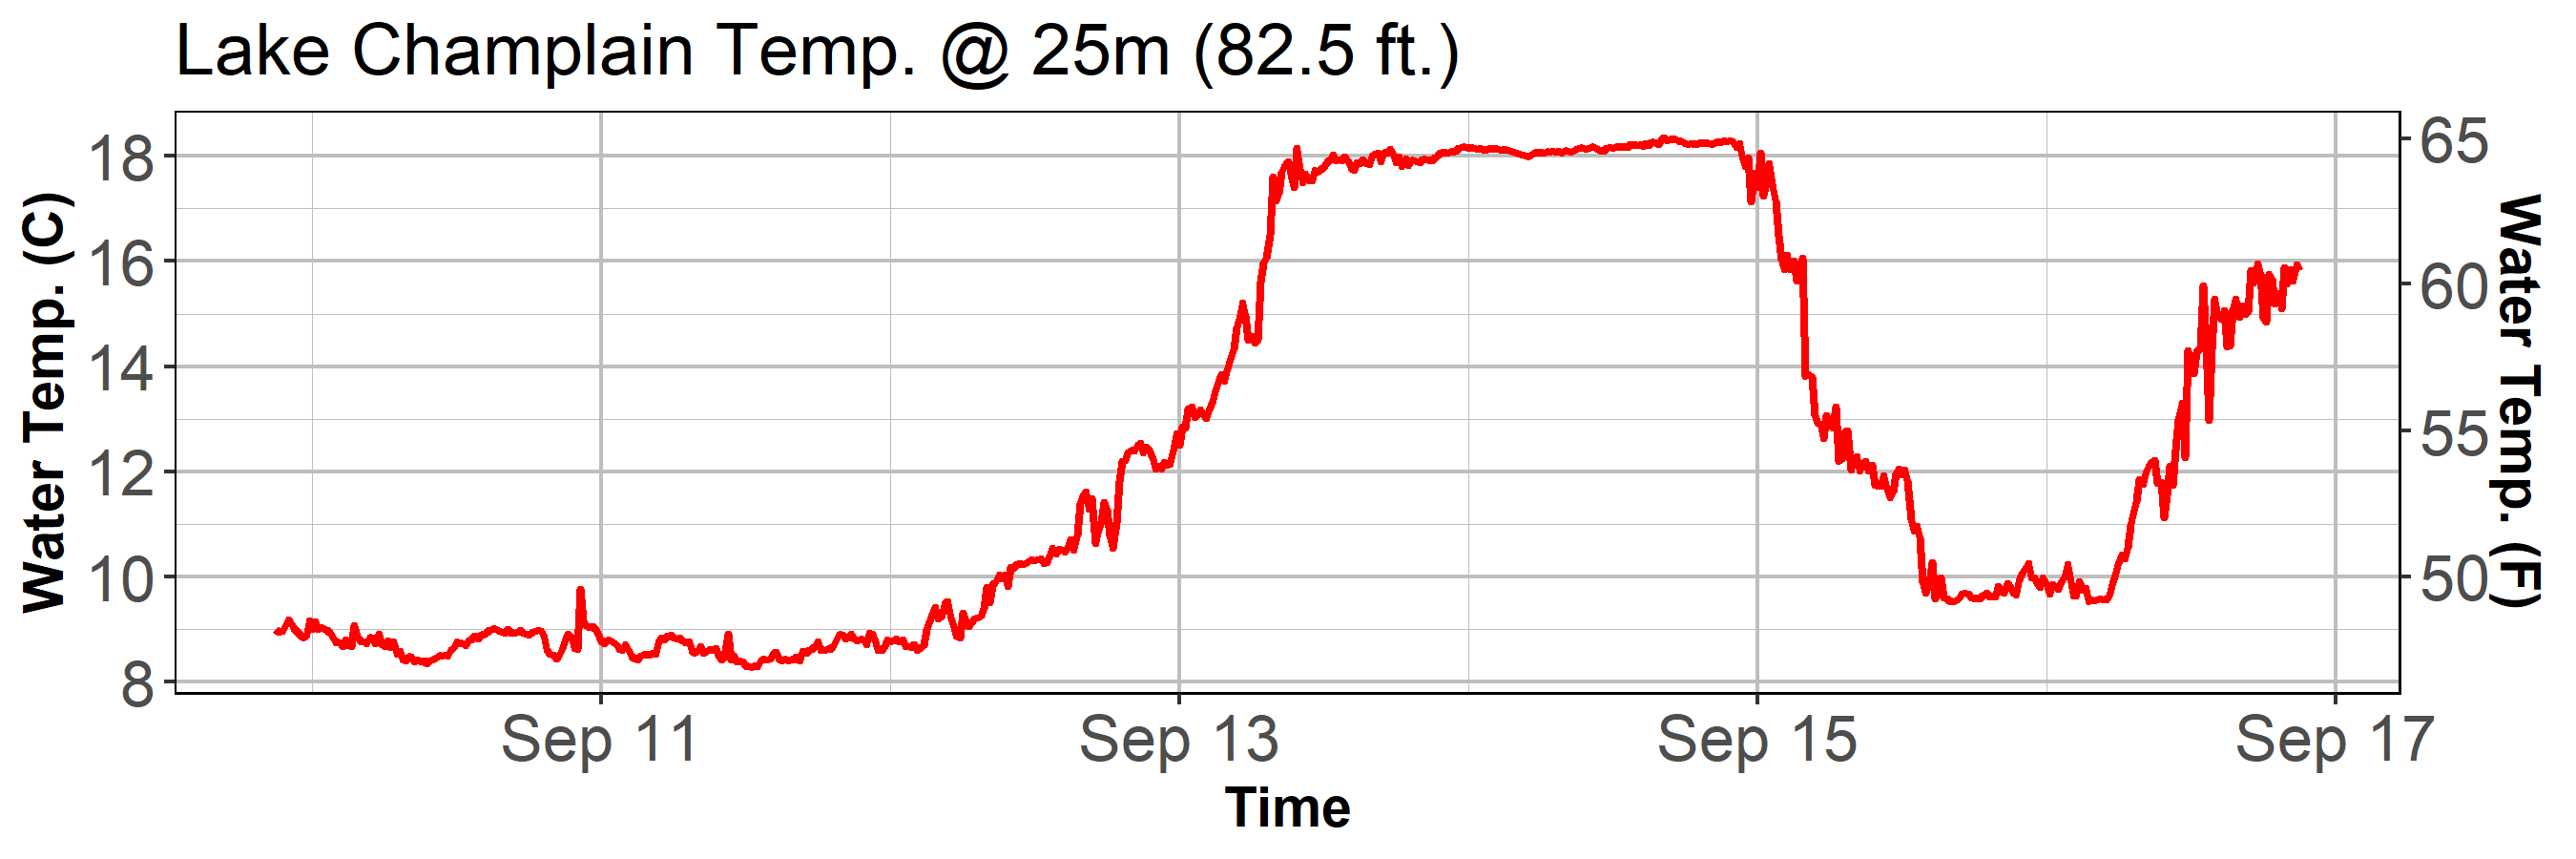 Lake Champlain Temp. @ 25m (82.5 ft.)
Water Temp. (C)
18
16
14
12
10
8
65
60
55
50
Water Temp. (F)
Sep 11 Sep 13 Sep 15 Sep 17
Time